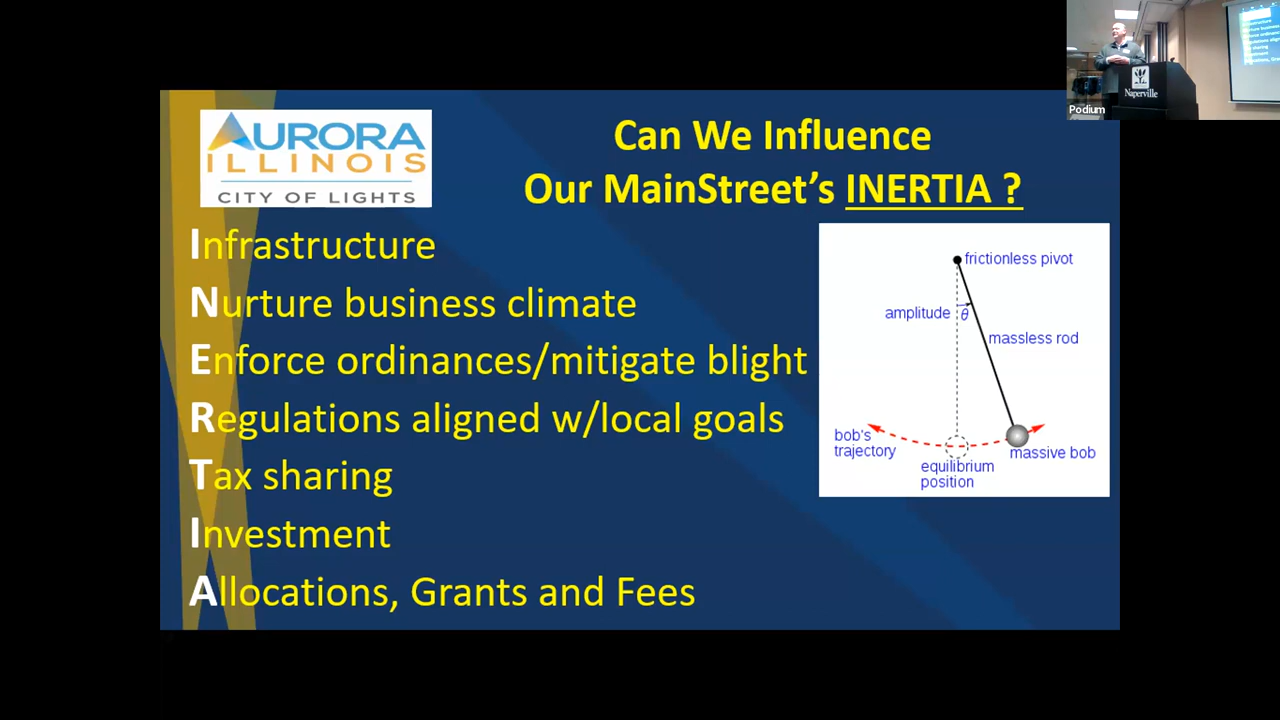 AURORA
ILLINOIS
CITY OF LIGHTS
Can We Influence
Our MainStreet's INERTIA ?
Infrastructure
Nurture business climate
Enforce ordinances/mitigate blight
Regulations aligned w/local goals
Tax sharing
Investment
Allocations, Grants and Fees
frictionless pivot
amplitude
θ
massless rod
bob's
trajectory
equilibrium
position
massive bob
Naperville
Podium